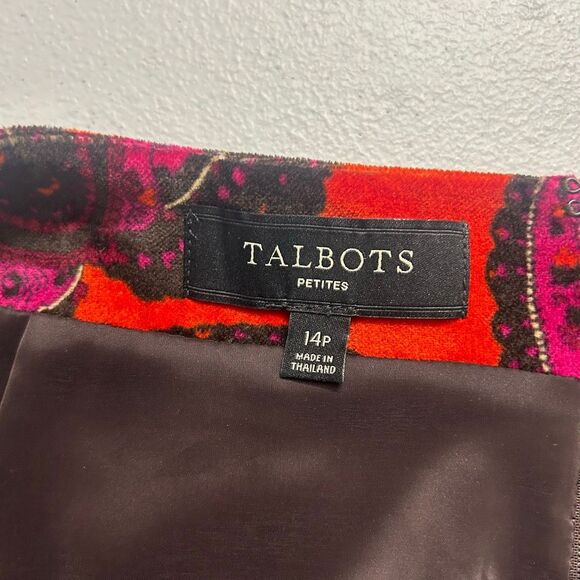 TALBOTS
PETITES
14P
MADE IN
THAILAND